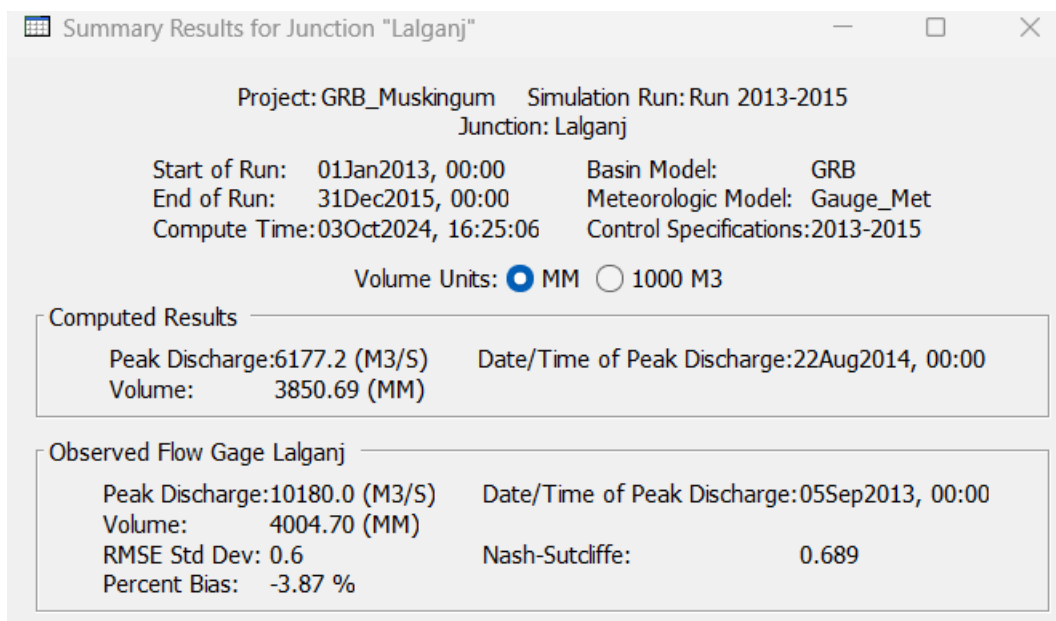 Summary Results for Junction "Lalganj"
Project: GRB_Muskingum Simulation Run: Run 2013-2015
Junction: Lalganj
Start of Run: 01Jan2013, 00:00 Basin Model: GRB
End of Run: 31Dec2015, 00:00 Meteorologic Model: Gauge_Met
Compute Time:03Oct2024, 16:25:06 Control Specifications:2013-2015
Volume Units: MM 1000 M3
Computed Results
Peak Discharge:6177.2 (M3/S) Date/Time of Peak Discharge:22Aug2014, 00:00
Volume: 3850.69 (MM)
Observed Flow Gage Lalganj
Peak Discharge:10180.0 (M3/S) Date/Time of Peak Discharge:05Sep2013, 00:00
Volume: 4004.70 (MM)
RMSE Std Dev: 0.6 Nash-Sutcliffe: 0.689
Percent Bias: -3.87 %